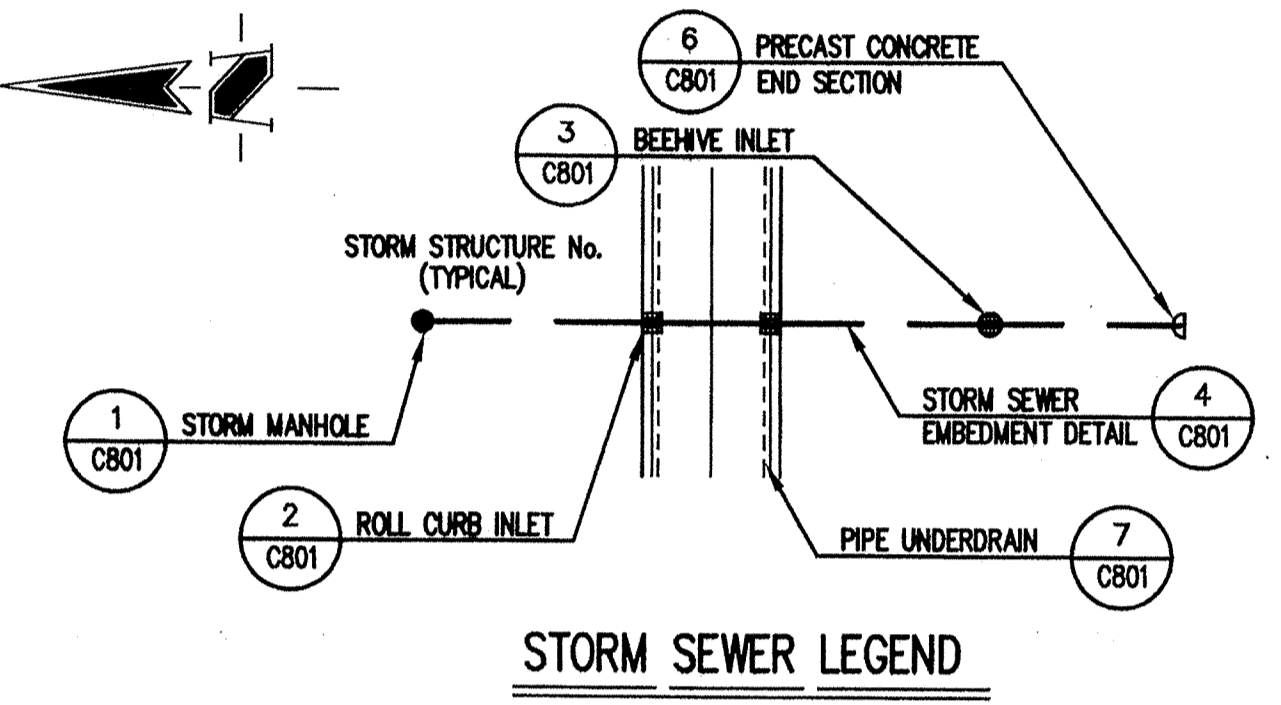 6
C801
PRECAST CONCRETE
END SECTION
3
C801
BEEHIVE INLET
STORM STRUCTURE No.
(TYPICAL)
1
C801
STORM MANHOLE
STORM SEWER
EMBEDMENT DETAIL
4
C801
2
C801
ROLL CURB INLET
PIPE UNDERDRAIN
7
C801
STORM SEWER LEGEND